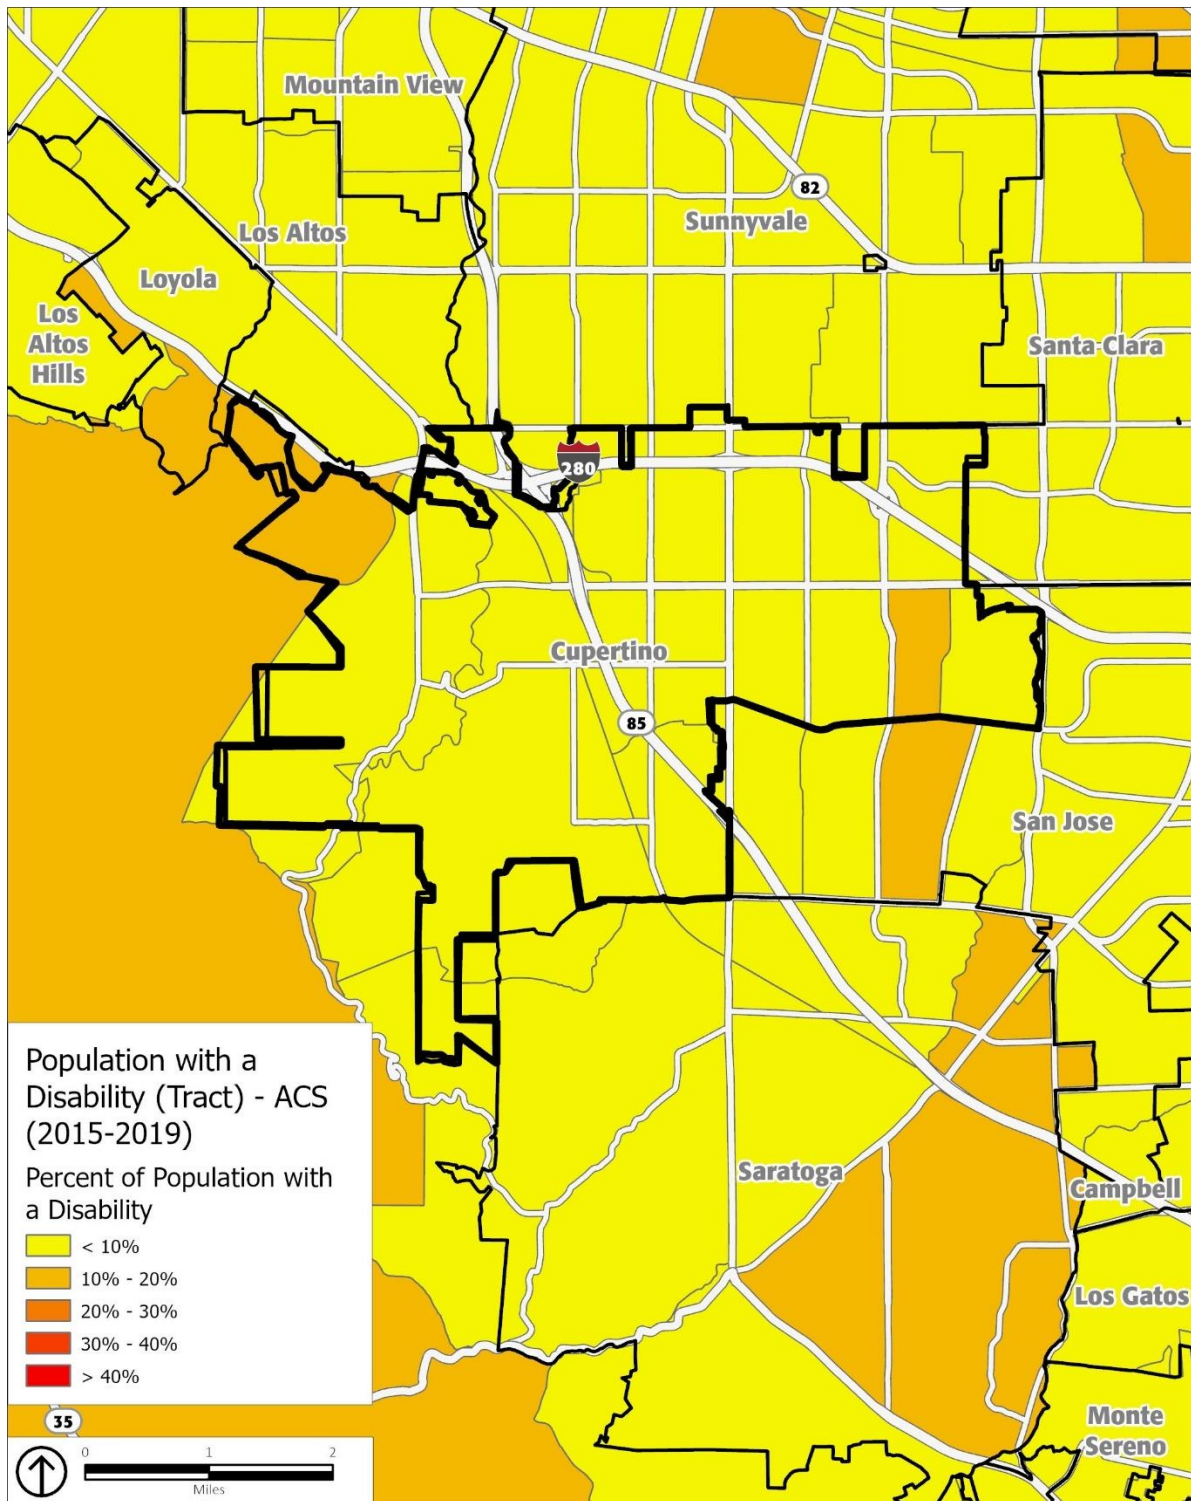 Mountain View
82
Sunnyvale
Los Altos
Loyola
Los
Altos
Hills
Santa Clara
280
Cupertino
85
San Jose
Saratoga
Campbell
Los Gatos
Monte
Sereno
Population with a
Disability (Tract) - ACS
(2015-2019)
Percent of Population with
a Disability
< 10%
10% - 20%
20% - 30%
30% - 40%
> 40%
35
0 1 2
Miles